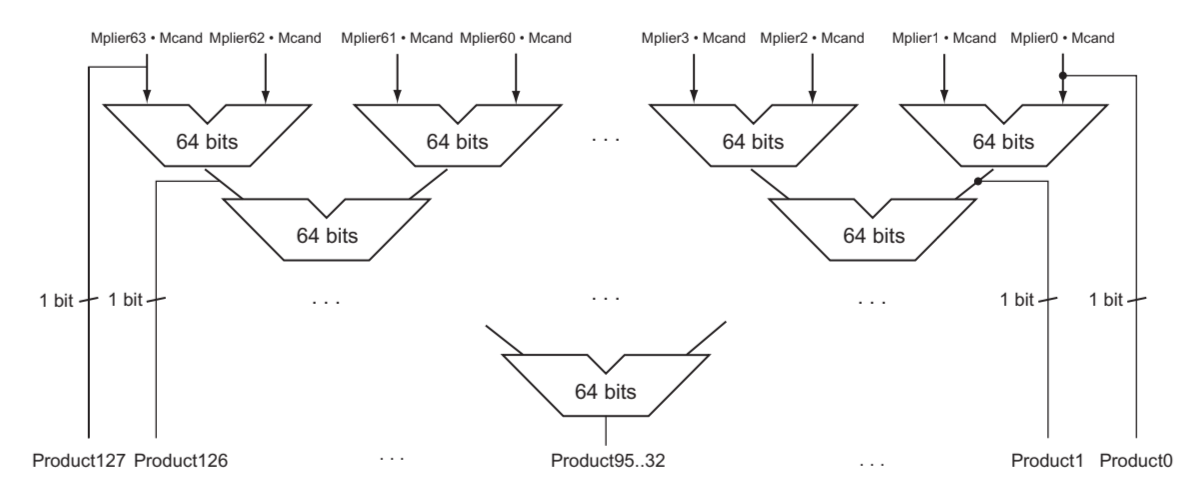 Mplier63 • Mcand Mplier62 • Mcand Mplier61 • Mcand Mplier60 • Mcand Mplier3 • Mcand Mplier2 • Mcand Mplier1 • Mcand Mplier0 • Mcand
64 bits 64 bits . . . 64 bits 64 bits
64 bits 64 bits
1 bit 1 bit . . . . . . . . . 1 bit 1 bit
64 bits
Product127 Product126 . . . Product95..32 . . . Product1 Product0